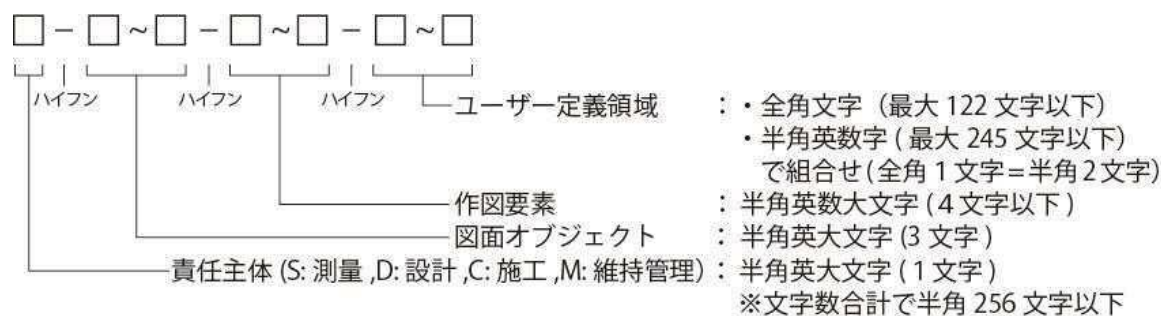 □－□~□－□~□－□~□
ハイフン ハイフン ハイフン
ユーザー定義領域 ：・全角文字（最大 122 文字以下）
・半角英数字 ( 最大 245 文字以下）
で組合せ ( 全角 1 文字＝半角 2 文字）
作図要素 ： 半角英数大文字 ( 4 文字以下 )
図面オブジェクト ： 半角英大文字 (3 文字 )
責任主体 (S: 測量 ,D: 設計 ,C: 施工 ,M: 維持管理）： 半角英大文字 ( 1 文字 )
※文字数合計で半角 256 文字以下